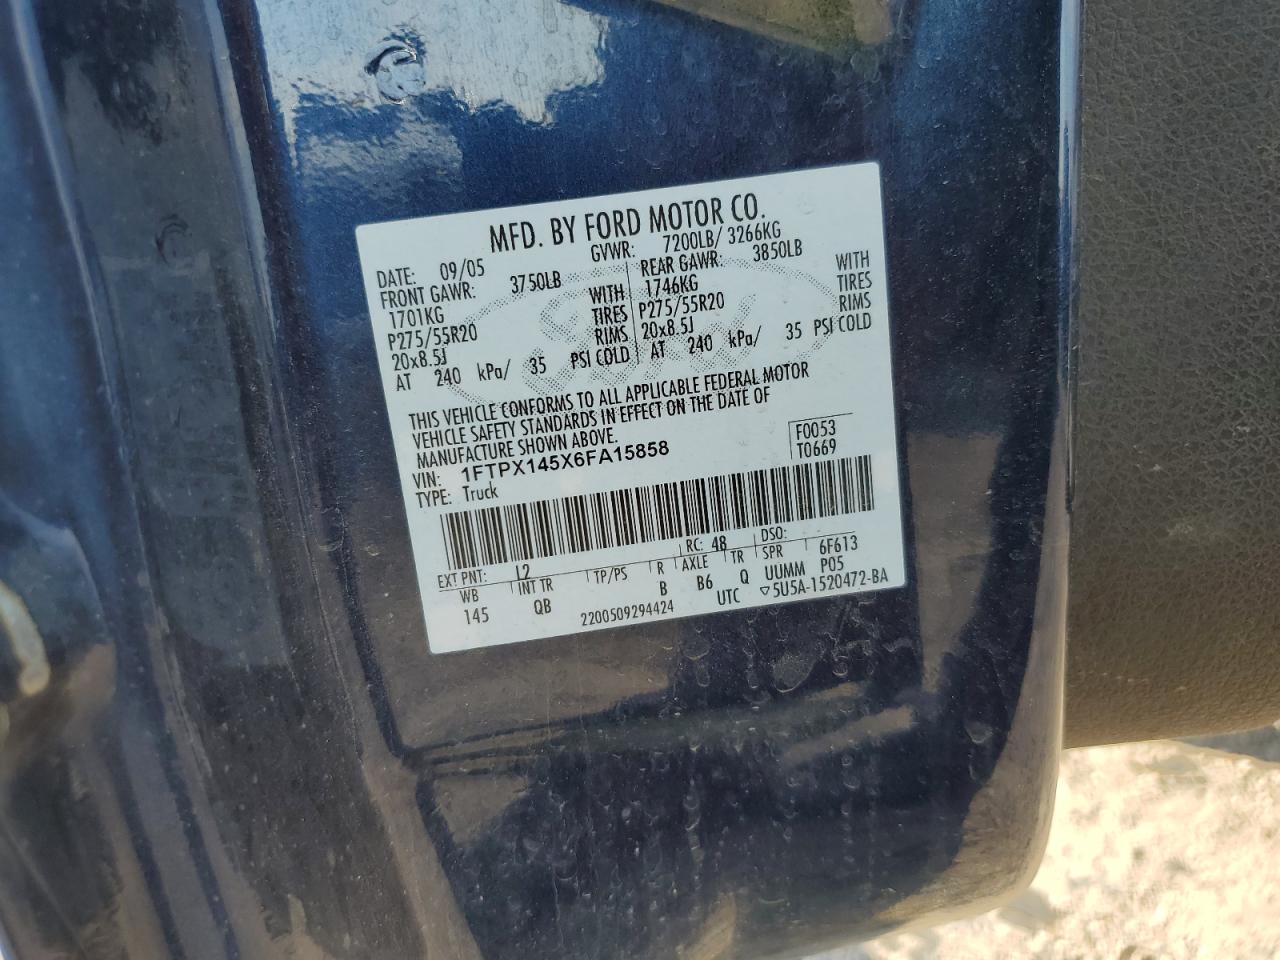 MFD. BY FORD MOTOR CO.
DATE: 09/05 GVWR: 7200LB/ 3266KG
FRONT GAWR: 3750LB REAR GAWR: 3850LB
1701KG WITH 1746KG WITH
P275/55R20 TIRES P275/55R20 TIRES
20x8.5J RIMS 20x8.5J RIMS
AT 240 kPa/ 35 PSI COLD AT 240 kPa/ 35 PSI COLD
THIS VEHICLE CONFORMS TO ALL APPLICABLE FEDERAL MOTOR
VEHICLE SAFETY STANDARDS IN EFFECT ON THE DATE OF
MANUFACTURE SHOWN ABOVE.
VIN: 1FTPX145X6FA15858 F0053
TYPE: Truck T0669
EXT PNT: L2 RC: 48 DSO:
WB INT TR TP/PS R AXLE TR SPR 6F613
145 QB B B6 Q UUMM P05
2200509294424 UTC ▽5U5A-1520472-BA